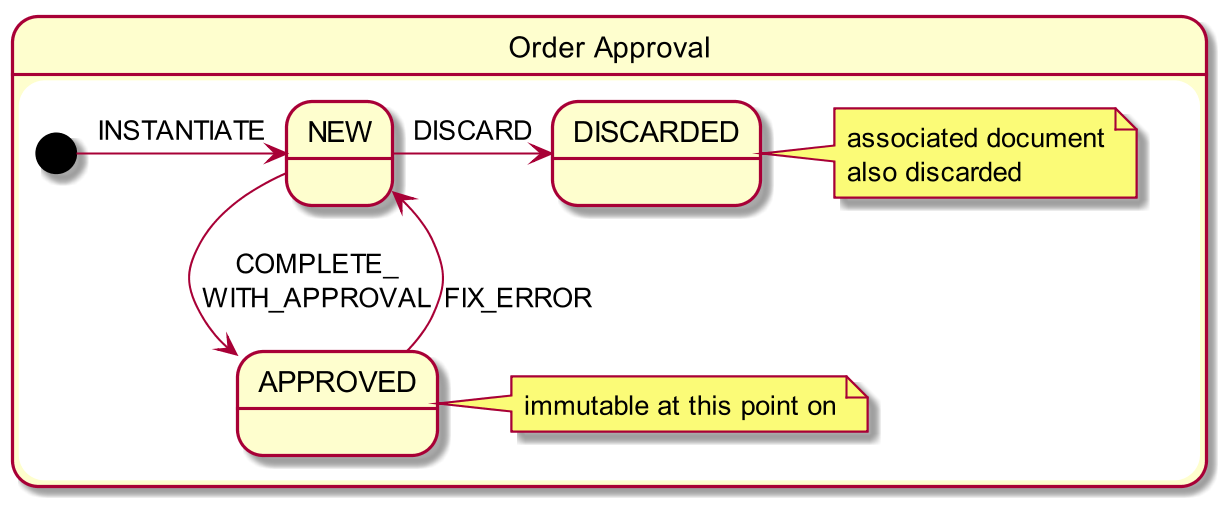 Order Approval
INSTANTIATE
NEW
DISCARD
DISCARDED
associated document
also discarded
COMPLETE_
WITH_APPROVAL
FIX_ERROR
APPROVED
immutable at this point on